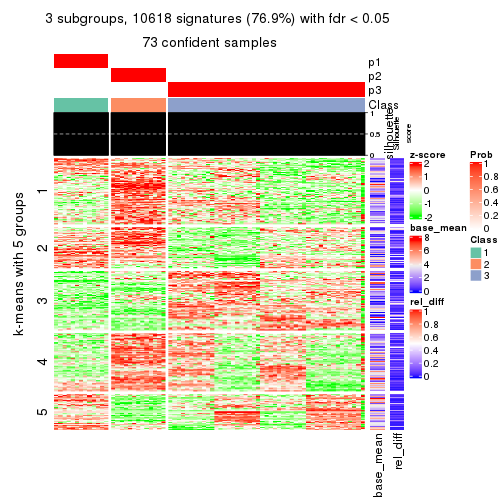 3 subgroups, 10618 signatures (76.9%) with fdr < 0.05
73 confident samples
p1
p2
p3
Class
1
0.5
0
silhouette
Silhouette
score
k-means with 5 groups
1
2
3
4
5
base_mean
rel_diff
z-score
2
1
0
-1
-2
base_mean
8
6
4
2
0
rel_diff
1
0.8
0.6
0.4
0.2
0
Prob
1
0.8
0.6
0.4
0.2
0
Class
1
2
3